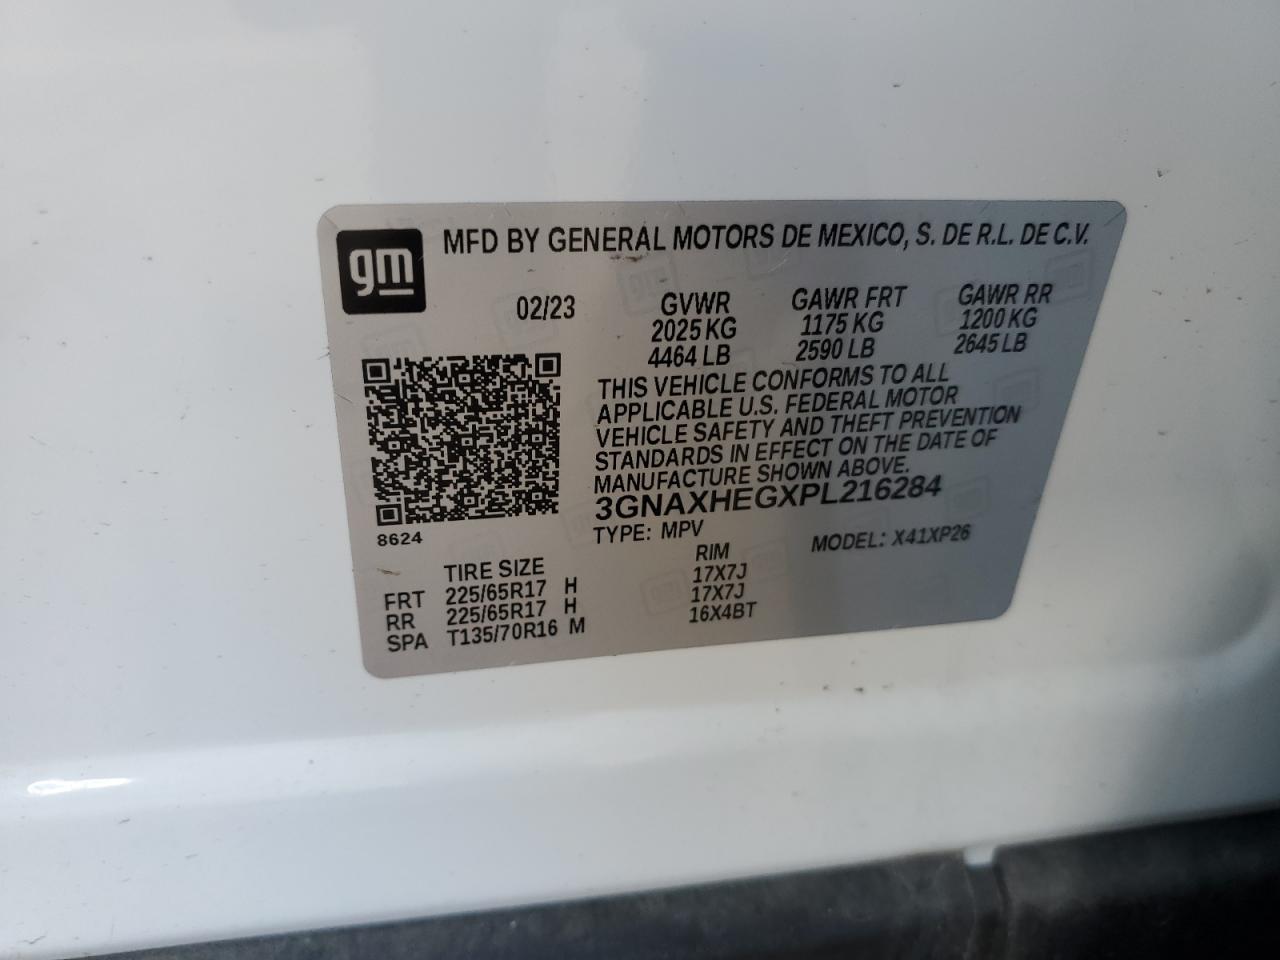 gm
MFD BY GENERAL MOTORS DE MEXICO, S. DE R.L. DE C.V.
02/23 GVWR GAWR FRT GAWR RR
2025 KG 1175 KG 1200 KG
4464 LB 2590 LB 2645 LB
THIS VEHICLE CONFORMS TO ALL
APPLICABLE U.S. FEDERAL MOTOR
VEHICLE SAFETY AND THEFT PREVENTION
STANDARDS IN EFFECT ON THE DATE OF
MANUFACTURE SHOWN ABOVE.
3GNAXHEGXPL216284
TYPE: MPV MODEL: X41XP26
8624
TIRE SIZE RIM
FRT 225/65R17 H 17X7J
RR 225/65R17 H 17X7J
SPA T135/70R16 M 16X4BT